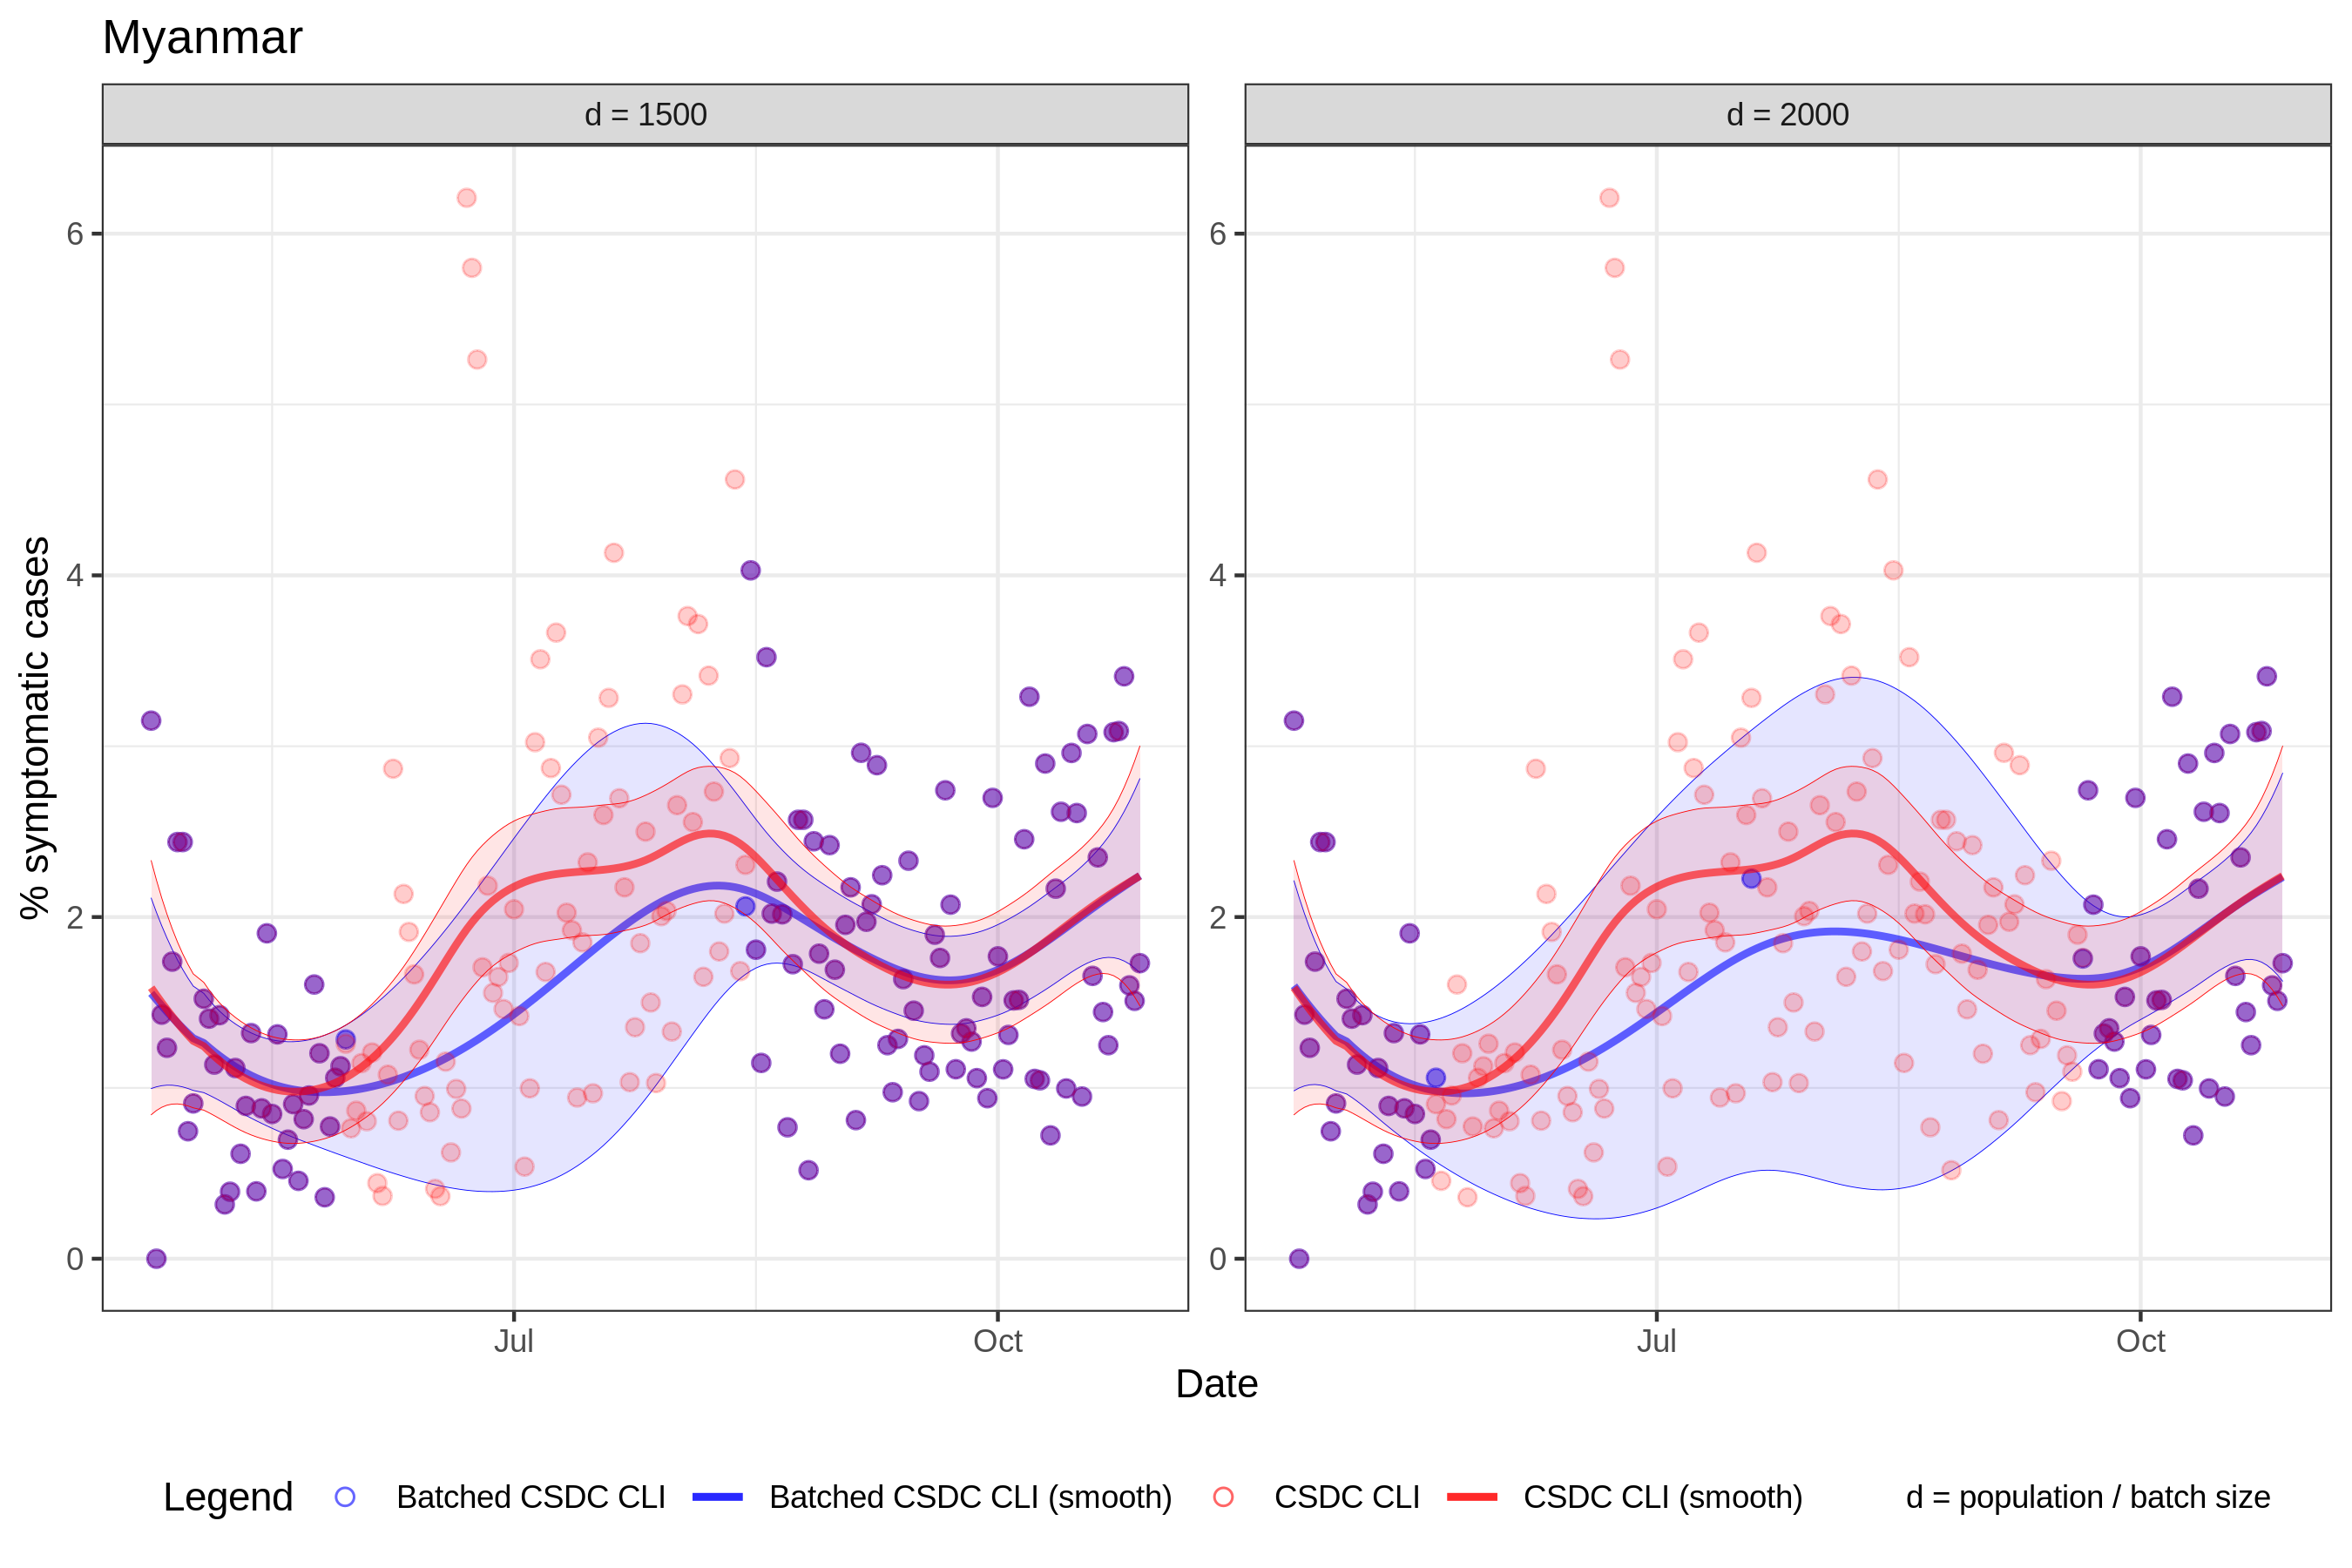 Myanmar
d = 1500
d = 2000
% symptomatic cases
6
4
2
0
6
4
2
0
Jul
Oct
Jul
Oct
Date
Legend
Batched CSDC CLI
Batched CSDC CLI (smooth)
CSDC CLI
CSDC CLI (smooth)
d = population / batch size